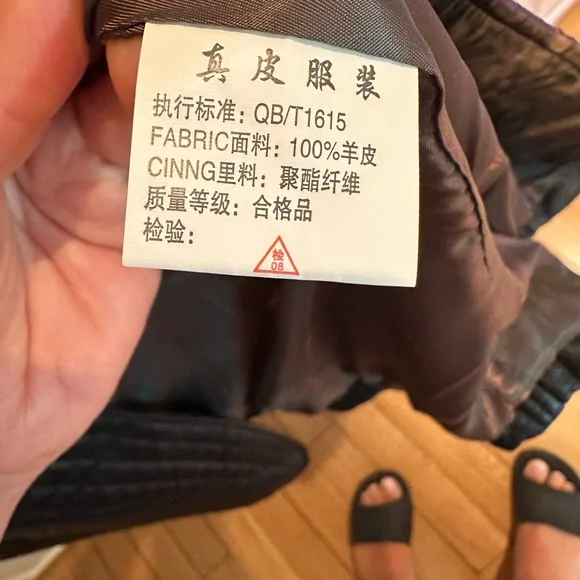 真皮服装
执行标准：QB/T1615
FABRIC面料：100%羊皮
CINNG里料：聚酯纤维
质量等级：合格品
检验：
检
08